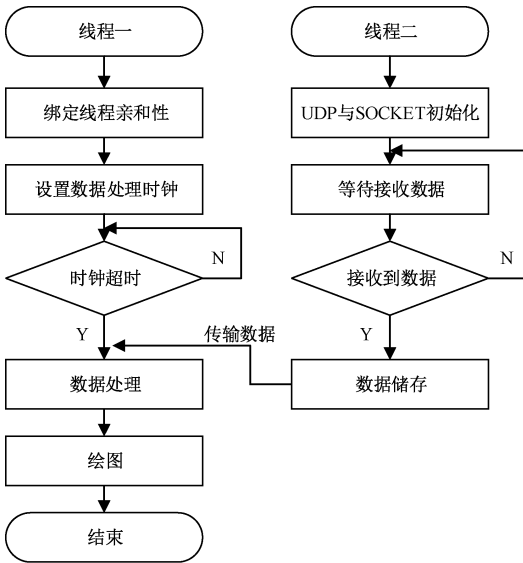 线程一
绑定线程亲和性
设置数据处理时钟
时钟超时
N
Y
数据处理
绘图
结束
线程二
UDP与SOCKET初始化
等待接收数据
接收到数据
N
Y
传输数据
数据储存